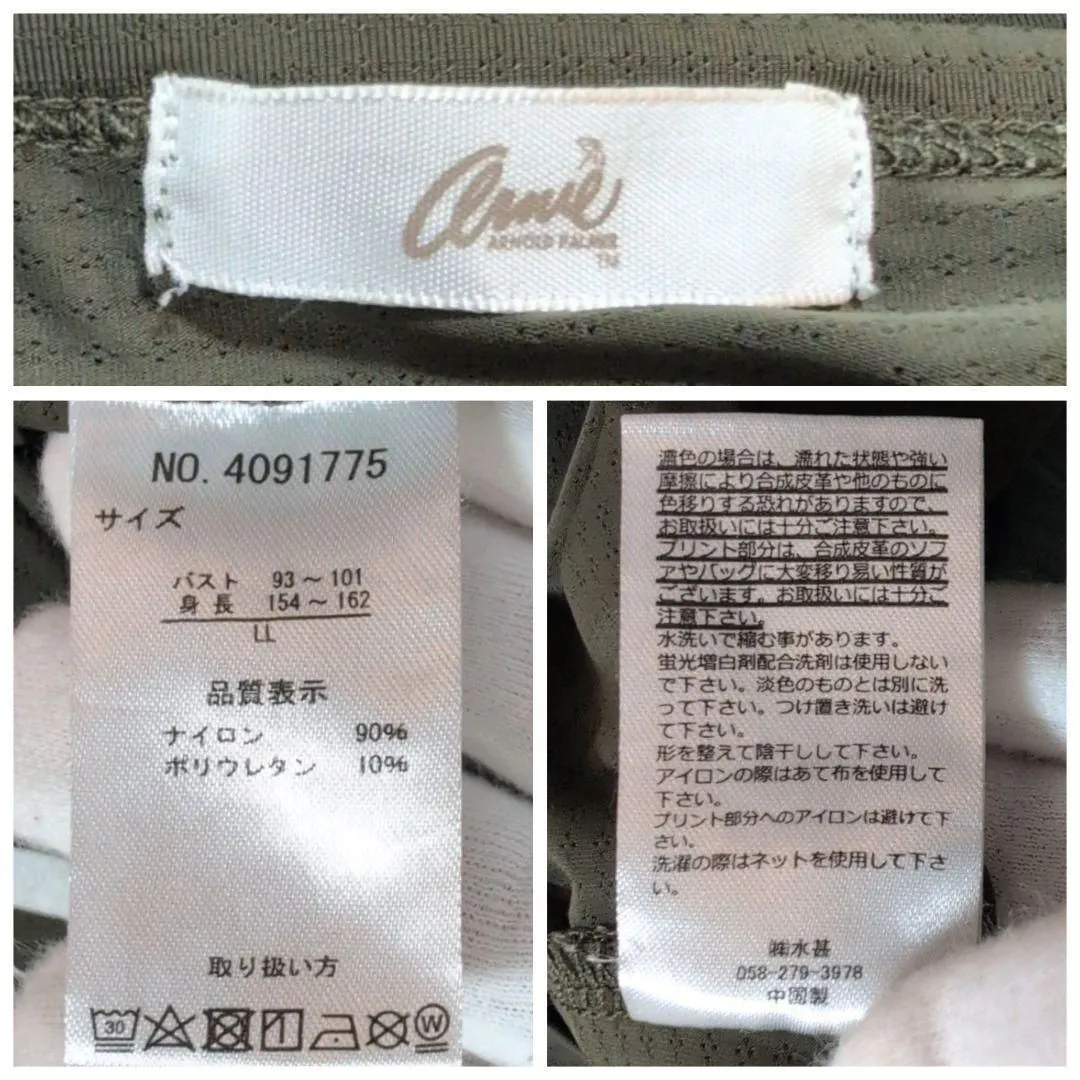 arnie
ARNOLD PALMER
TM
NO. 4091775
サイズ
バスト 93～101
身長 154～162
LL
品質表示
ナイロン 90%
ポリウレタン 10%
取り扱い方
30
W
濃色の場合は、濡れた状態や強い
摩擦により合成皮革や他のものに
色移りする恐れがありますので、
お取扱いには十分ご注意下さい。
プリント部分は、合成皮革のソフ
ァやバッグに大変移り易い性質が
ございます。お取扱いには十分ご
注意下さい。
水洗いで縮む事があります。
蛍光増白剤配合洗剤は使用しない
で下さい。淡色のものとは別に洗
って下さい。つけ置き洗いは避け
て下さい。
形を整えて陰干しして下さい。
アイロンの際はあて布を使用して
下さい。
プリント部分へのアイロンは避けて下
さい。
洗濯の際はネットを使用して下さ
い。
㈱水甚
058-279-3978
中国製